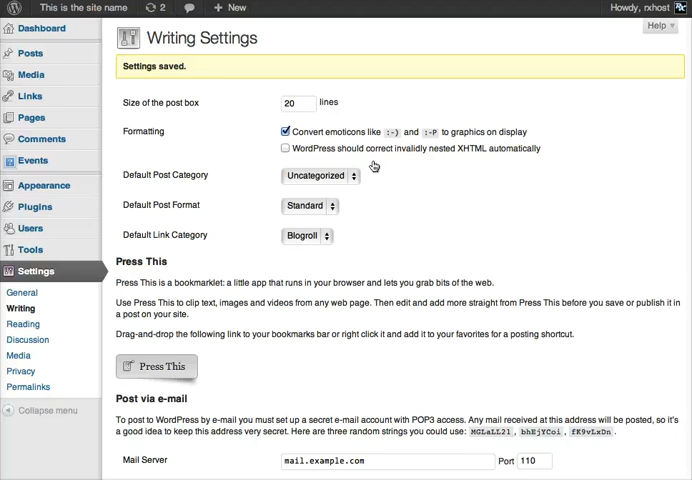 This is the site name 2 + New Howdy, rxhost
Help
Dashboard
Posts
Media
Links
Pages
Comments
Events
Appearance
Plugins
Users
Tools
Settings
General
Writing
Reading
Discussion
Media
Privacy
Permalinks
Collapse menu
Writing Settings
Settings saved.
Size of the post box 20 lines
Formatting Convert emoticons like :-) and :-P to graphics on display
WordPress should correct invalidly nested XHTML automatically
Default Post Category Uncategorized
Default Post Format Standard
Default Link Category Blogroll
Press This
Press This is a bookmarklet: a little app that runs in your browser and lets you grab bits of the web.
Use Press This to clip text, images and videos from any web page. Then edit and add more straight from Press This before you save or publish it in
a post on your site.
Drag-and-drop the following link to your bookmarks bar or right click it and add it to your favorites for a posting shortcut.
Press This
Post via e-mail
To post to WordPress by e-mail you must set up a secret e-mail account with POP3 access. Any mail received at this address will be posted, so it's
a good idea to keep this address very secret. Here are three random strings you could use: MGLaLL21 , bhEjYCoi , fK9vLxDn .
Mail Server mail.example.com Port 110